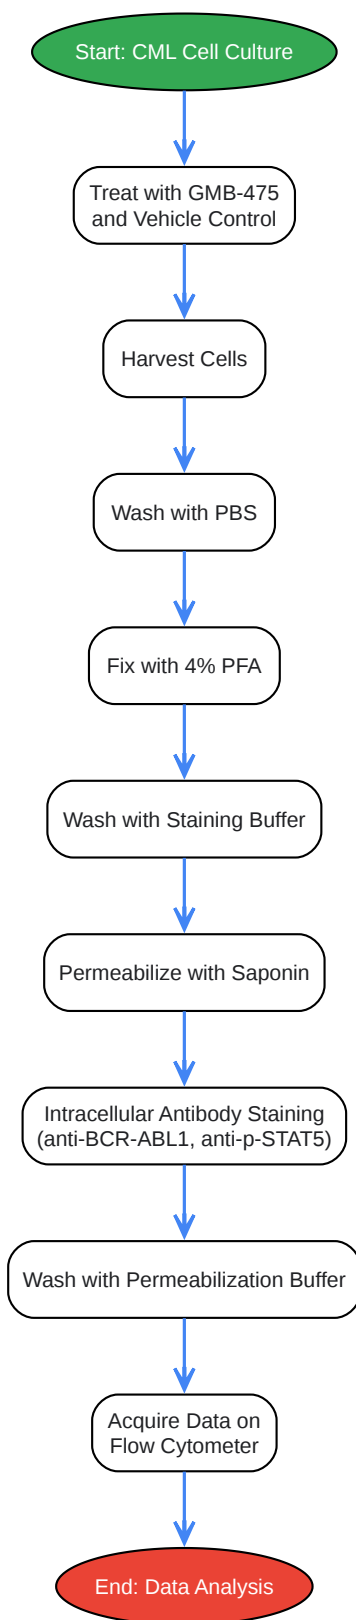 Start: CML Cell Culture
Treat with GMB-475
and Vehicle Control
Harvest Cells
Wash with PBS
Fix with 4% PFA
Wash with Staining Buffer
Permeabilize with Saponin
Intracellular Antibody Staining
(anti-BCR-ABL1, anti-p-STAT5)
Wash with Permeabilization Buffer
Acquire Data on
Flow Cytometer
End: Data Analysis